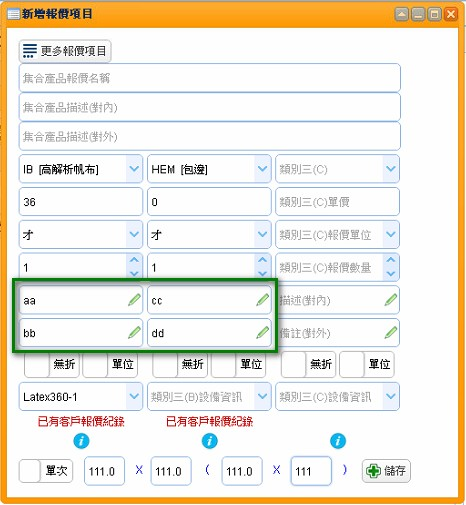 新增報價項目
更多報價項目
集合產品報價名稱
集合產品描述(對內)
集合產品描述(對外)
IB [高解析帆布] HEM [包邊] 類別三(C)
36 0 類別三(C)單價
才 才 類別三(C)報價單位
1 1 類別三(C)報價數量
aa cc 描述(對內)
bb dd 備註(對外)
無折 單位 無折 單位 無折 單位
Latex360-1 類別三(B)設備資訊 類別三(C)設備資訊
已有客戶報價紀錄 已有客戶報價紀錄
i i i
單次 111.0 X 111.0 ( 111.0 X 111 ) 儲存